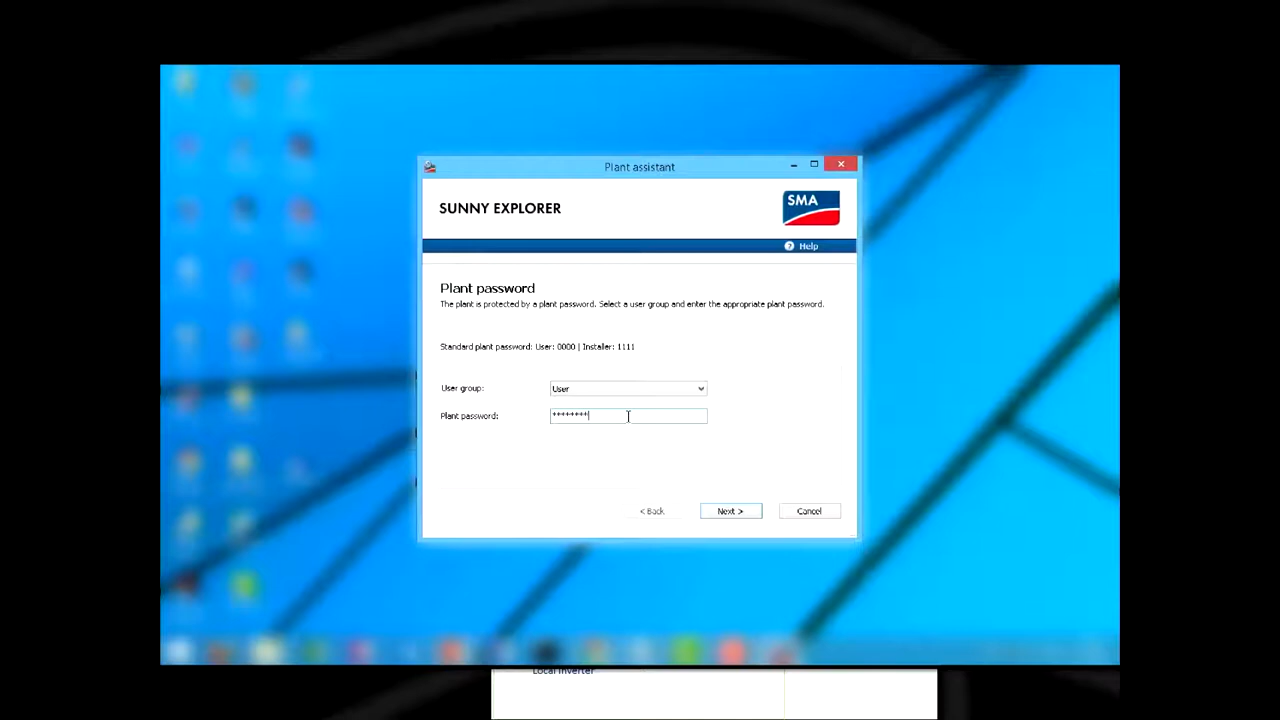 Plant assistant
SUNNY EXPLORER
SMA
? Help
Plant password
The plant is protected by a plant password. Select a user group and enter the appropriate plant password.
Standard plant password: User: 0000 | Installer: 1111
User group: User
Plant password: ********
< Back Next > Cancel
Local Inverter